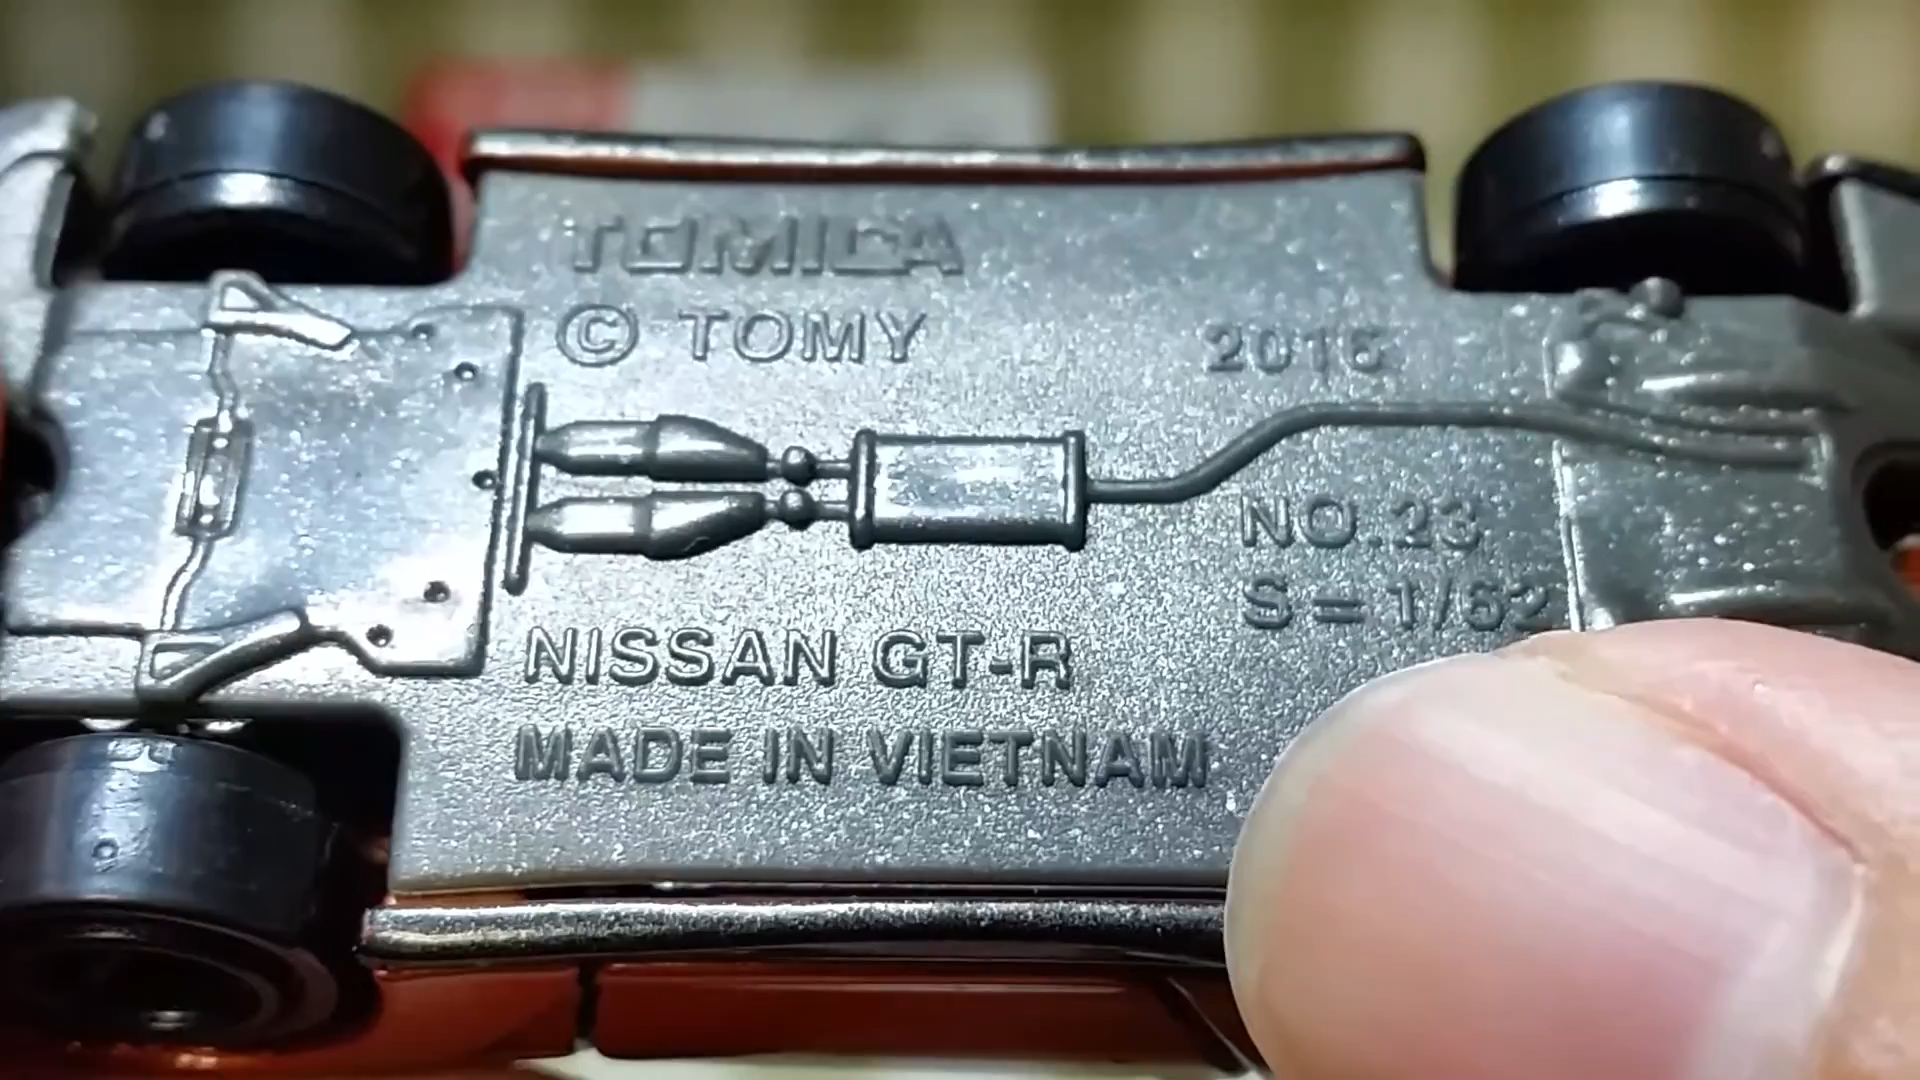 TOMICA
© TOMY
2016
NO.23
S=1/62
NISSAN GT-R
MADE IN VIETNAM